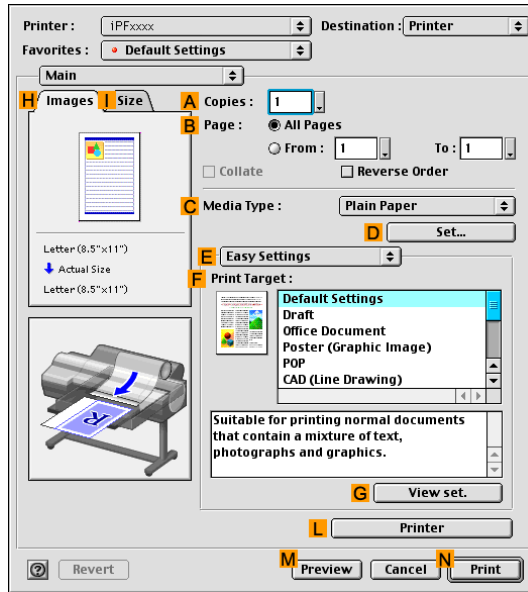 Printer : iPFxxxx Destination : Printer
Favorites : Default Settings
Main
H Images I Size
A Copies : 1
B Page : All Pages
From : 1 To : 1
Collate Reverse Order
C Media Type : Plain Paper
D Set...
Letter (8.5"x11")
Actual Size
Letter (8.5"x11")
E Easy Settings
F Print Target :
Default Settings
Draft
Office Document
Poster (Graphic Image)
POP
CAD (Line Drawing)
R
Suitable for printing normal documents
that contain a mixture of text,
photographs and graphics.
G View set.
L Printer
? Revert M Preview Cancel N Print